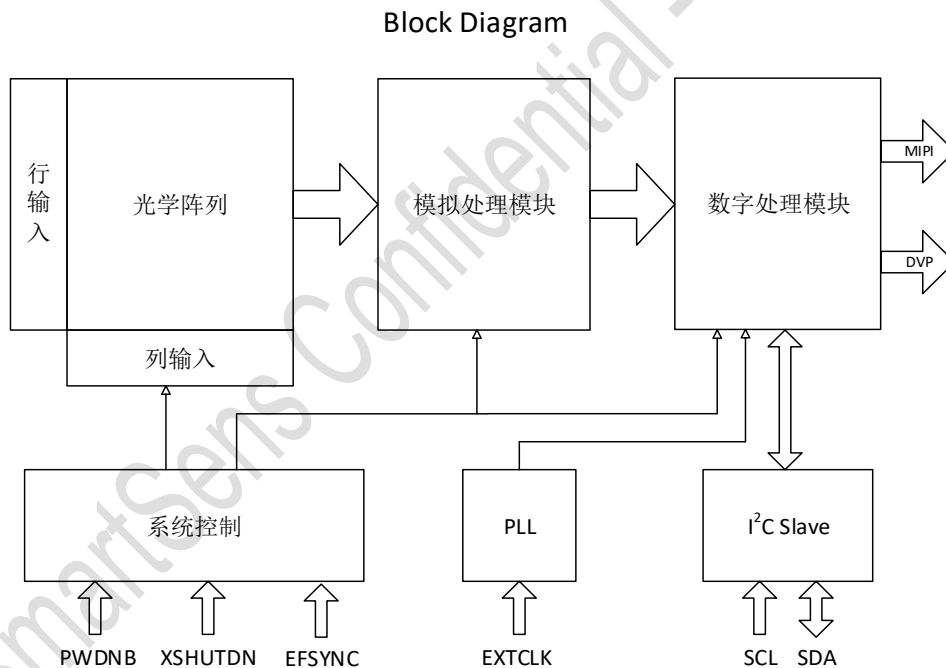 Block Diagram
行输入
光学阵列
模拟处理模块
数字处理模块
MIPI
DVP
列输入
系统控制
PLL
I²C Slave
PWDNB
XSHUTDN
EFSYNC
EXTCLK
SCL
SDA
martSens Confidential